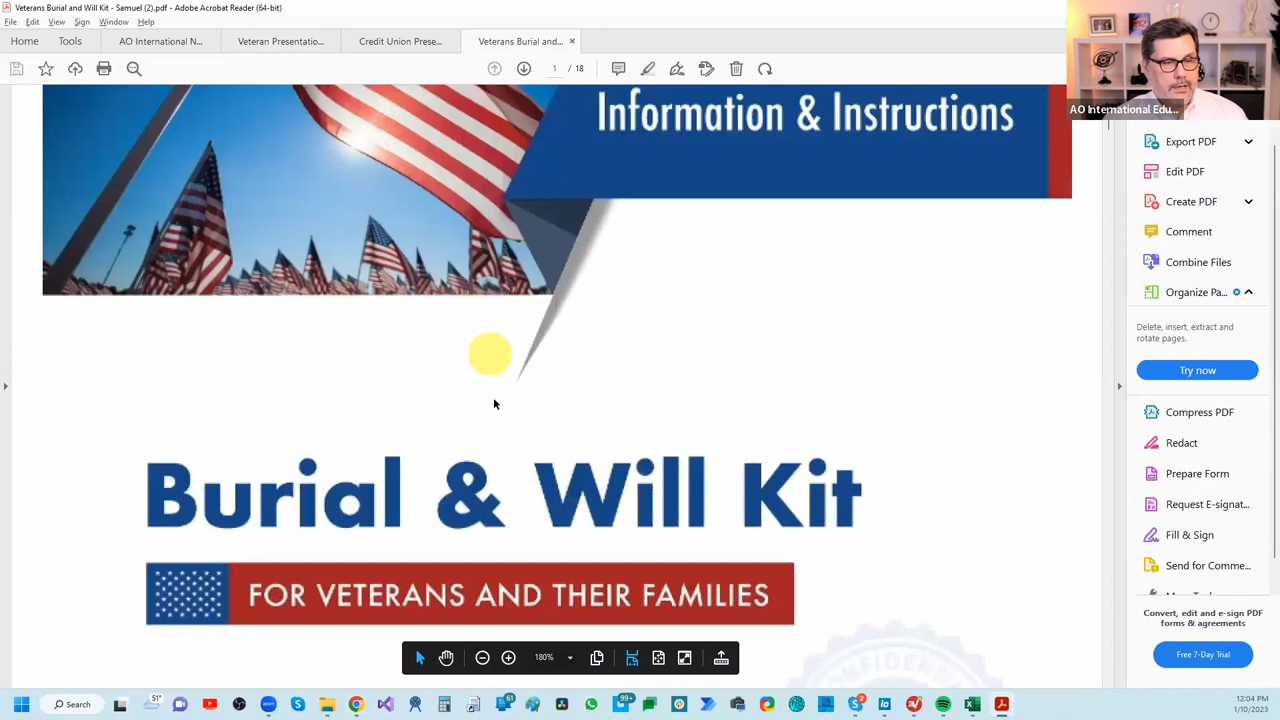 Veterans Burial and Will Kit - Samuel (2).pdf - Adobe Acrobat Reader (64-bit)
File Edit View Sign Window Help
Home Tools AO International N... Veteran Presentatio... Credit Union Prese... Veterans Burial and... ×
1 / 18
AO International Edu...
Information & Instructions
Export PDF
Edit PDF
Create PDF
Comment
Combine Files
Organize Pa...
Delete, insert, extract and
rotate pages.
Try now
Compress PDF
Redact
Prepare Form
Request E-signat...
Fill & Sign
Send for Comme...
Convert, edit and e-sign PDF
forms & agreements
Free 7-Day Trial
Burial & Will Kit
FOR VETERANS AND THEIR FAMILIES
180%
CONFIDENTIAL
Search
51°
61
99+
2
12:04 PM
1/10/2023